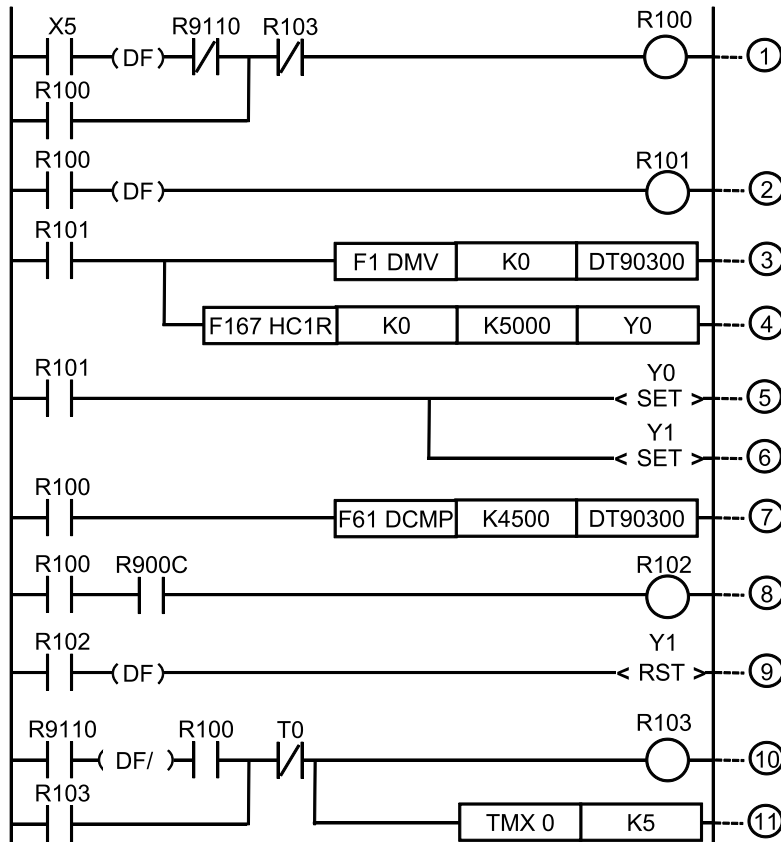 X5 R9110 R103 R100
(DF) ①
R100
R100 R101
(DF) ②
R101
F1 DMV K0 DT90300 ③
F167 HC1R K0 K5000 Y0 ④
R101 Y0
< SET > ⑤
Y1
< SET > ⑥
R100
F61 DCMP K4500 DT90300 ⑦
R100 R900C R102
⑧
R102 Y1
(DF) < RST > ⑨
R9110 R100 T0 R103
( DF/ ) ⑩
R103
TMX 0 K5 ⑪